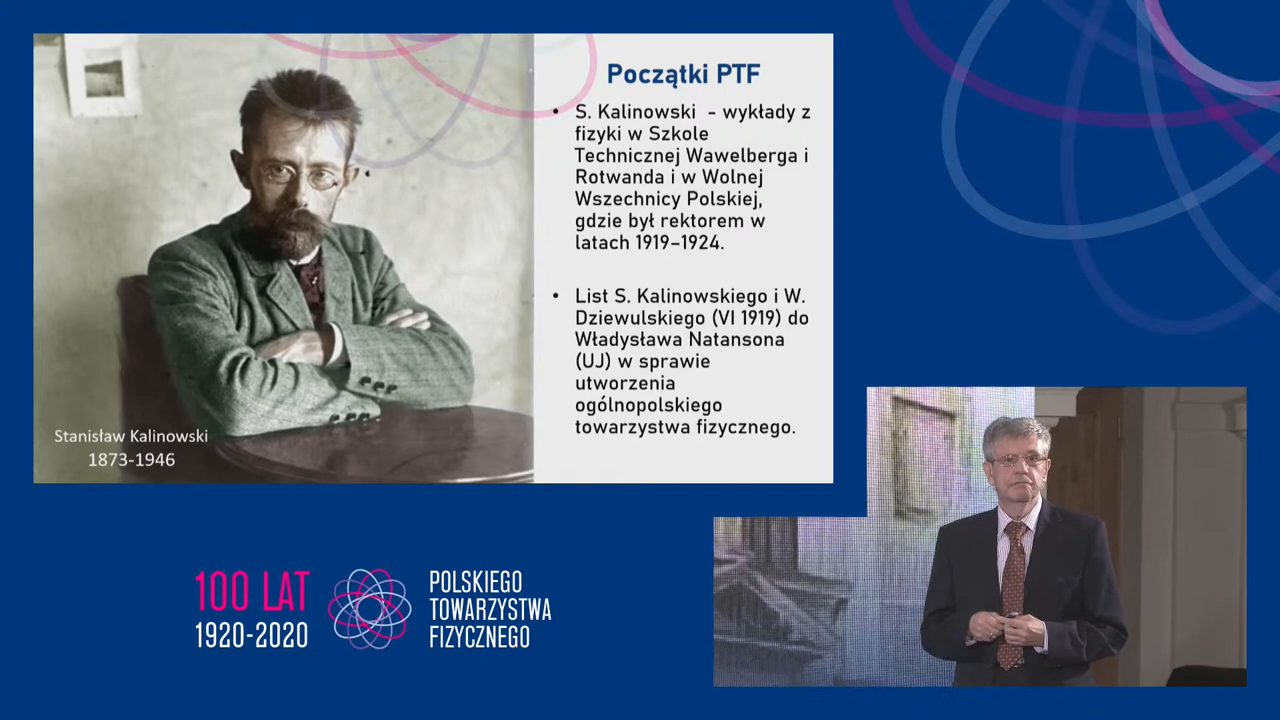 Początki PTF
• S. Kalinowski - wykłady z
fizyki w Szkole
Technicznej Wawelberga i
Rotwanda i w Wolnej
Wszechnicy Polskiej,
gdzie był rektorem w
latach 1919–1924.
• List S. Kalinowskiego i W.
Dziewulskiego (VI 1919) do
Władysława Natansona
(UJ) w sprawie
utworzenia
ogólnopolskiego
towarzystwa fizycznego.
Stanisław Kalinowski
1873-1946
100 LAT
1920-2020
POLSKIEGO
TOWARZYSTWA
FIZYCZNEGO